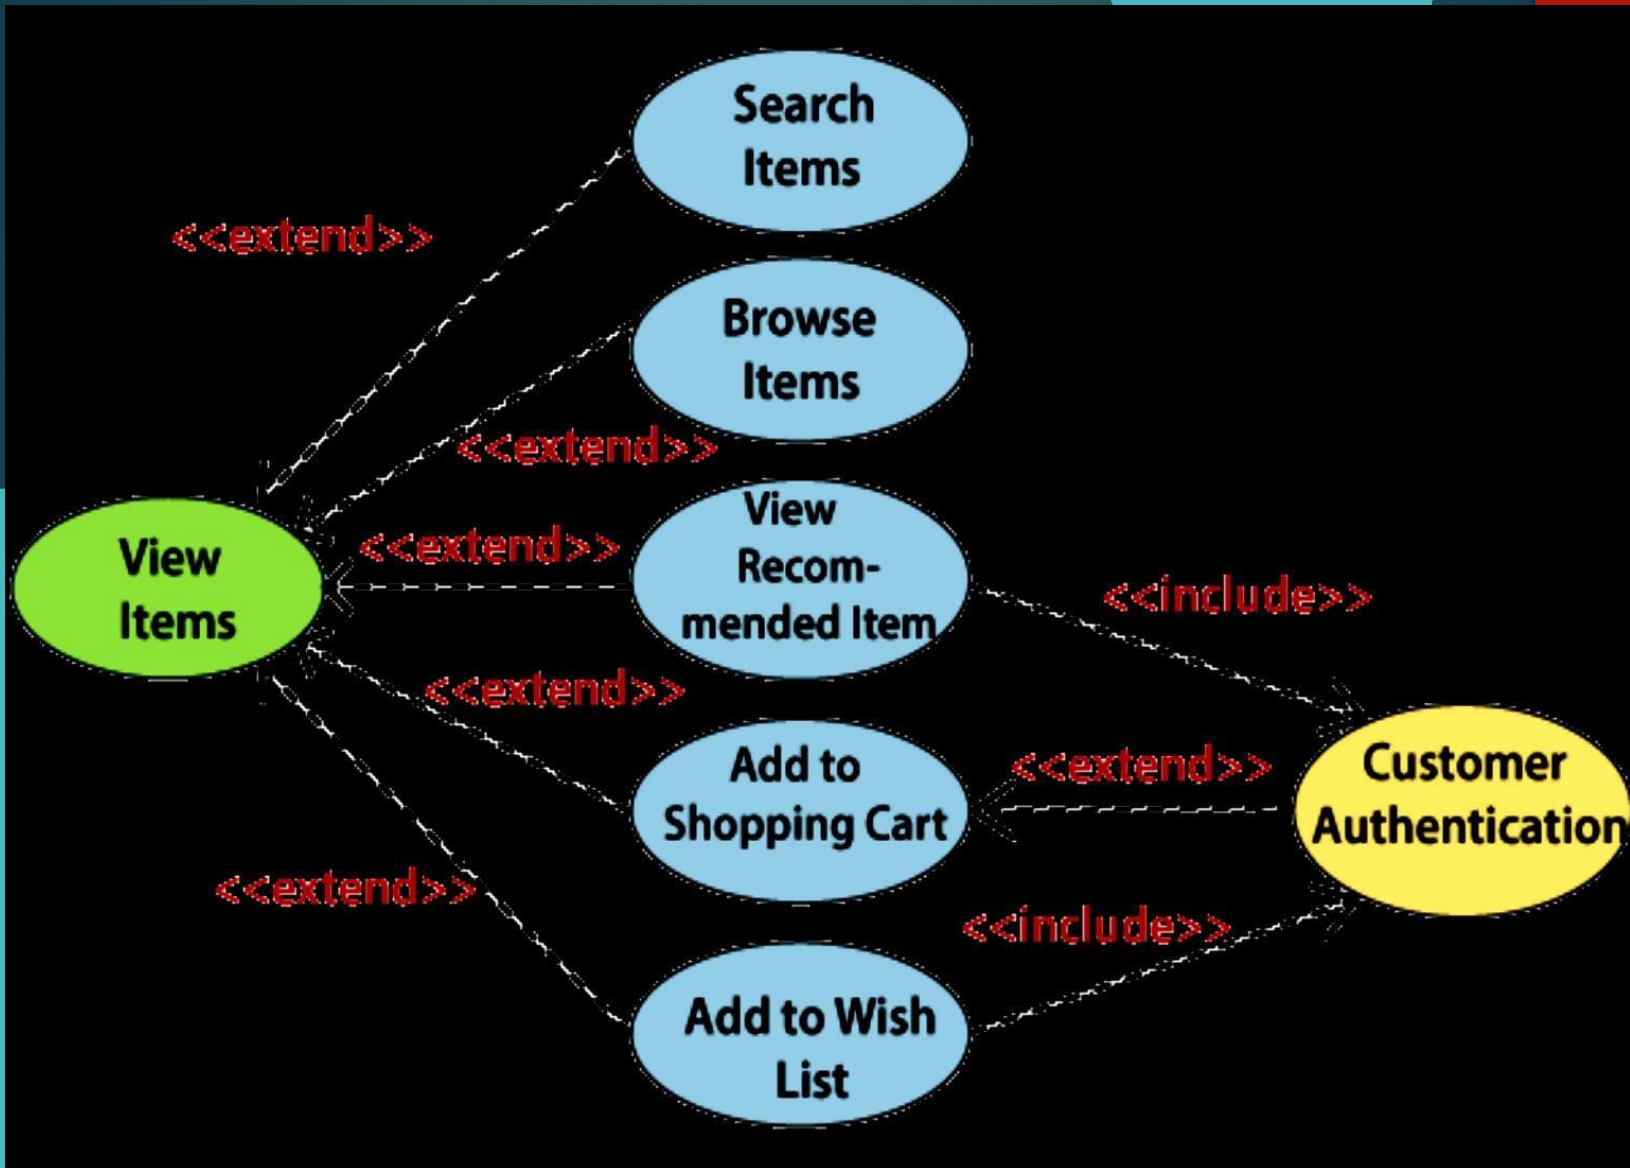 Search
Items
<<extend>>
Browse
Items
<<extend>>
View
Recom-
mended Item
<<extend>>
View
Items
<<include>>
<<extend>>
Add to
Shopping Cart
<<extend>>
Customer
Authentication
<<extend>>
<<include>>
Add to Wish
List